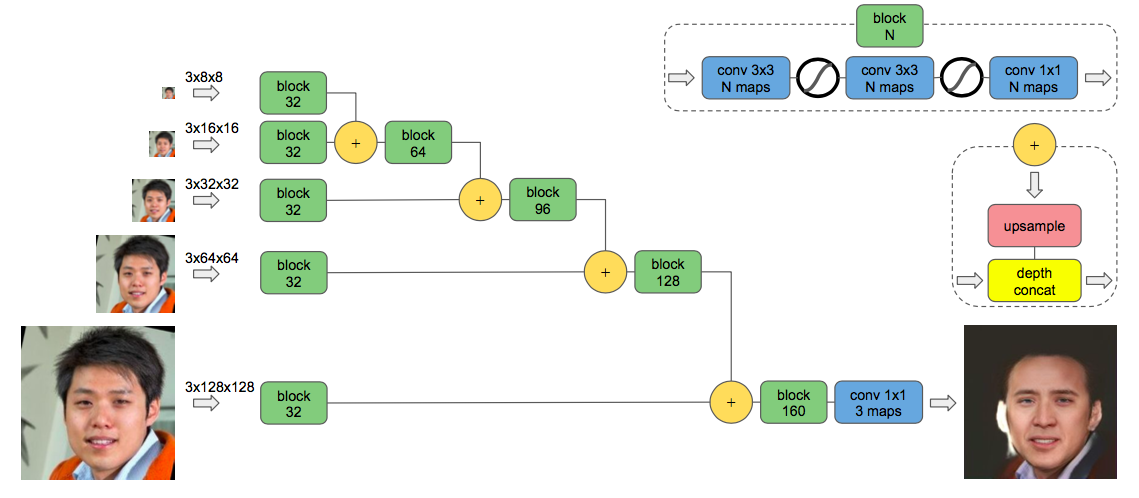 block
N
conv 3x3
N maps
conv 3x3
N maps
conv 1x1
N maps
3x8x8
block
32
3x16x16
block
32
+
block
64
+
upsample
depth
concat
3x32x32
block
32
+
block
96
3x64x64
block
32
+
block
128
3x128x128
block
32
+
block
160
conv 1x1
3 maps